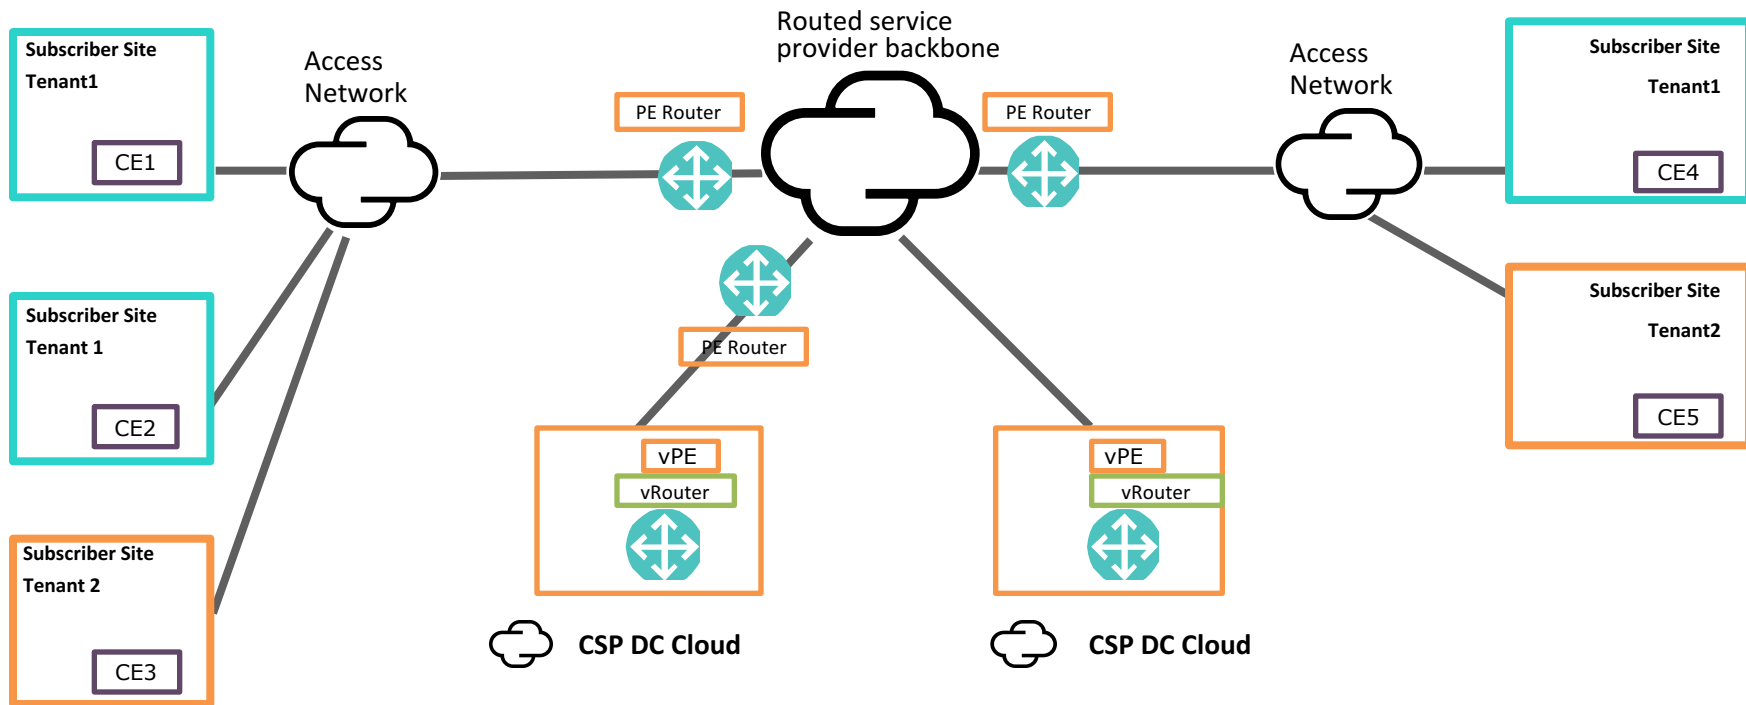 Subscriber Site
Tenant1
CE1
Access
Network
PE Router
Routed service
provider backbone
PE Router
Access
Network
Subscriber Site
Tenant1
CE4
Subscriber Site
Tenant 1
CE2
PE Router
Subscriber Site
Tenant2
CE5
vPE
vRouter
vPE
vRouter
Subscriber Site
Tenant 2
CE3
CSP DC Cloud
CSP DC Cloud